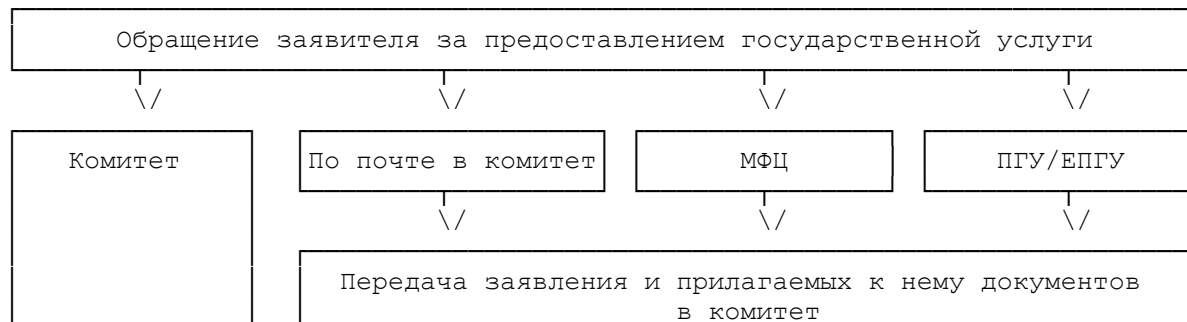 Обращение заявителя за предоставлением государственной услуги
Комитет
По почте в комитет
МФЦ
ПГУ/ЕПГУ
Передача заявления и прилагаемых к нему документов
в комитет